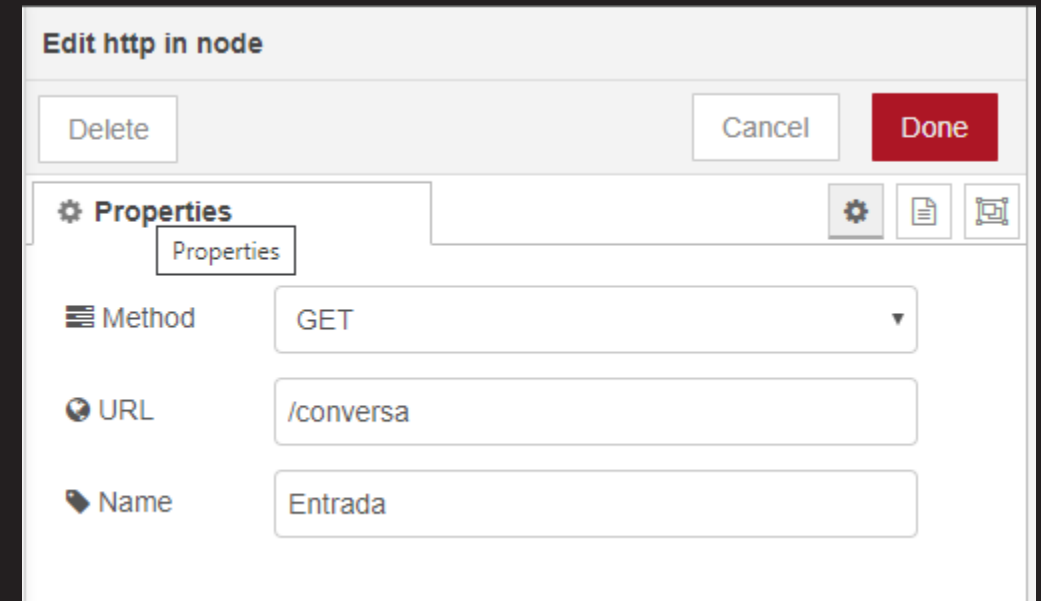 Edit http in node
Delete Cancel Done
Properties
Properties
Method GET
URL /conversa
Name Entrada